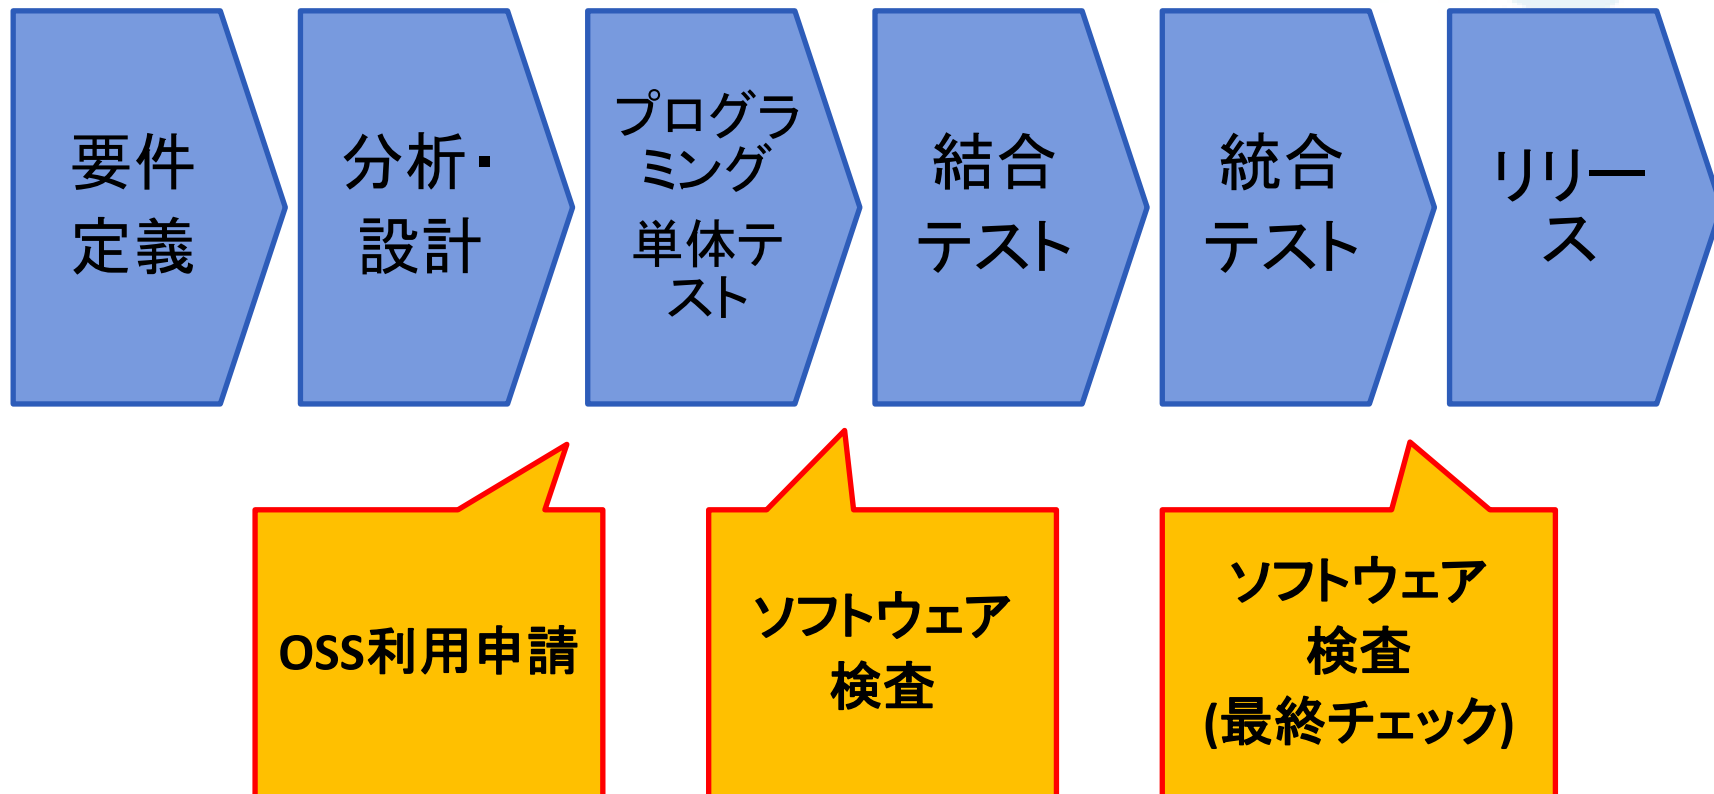 要件
定義
分析・
設計
プログラ
ミング
単体テ
スト
結合
テスト
統合
テスト
リリー
ス
OSS利用申請
ソフトウェア
検査
ソフトウェア
検査
(最終チェック)